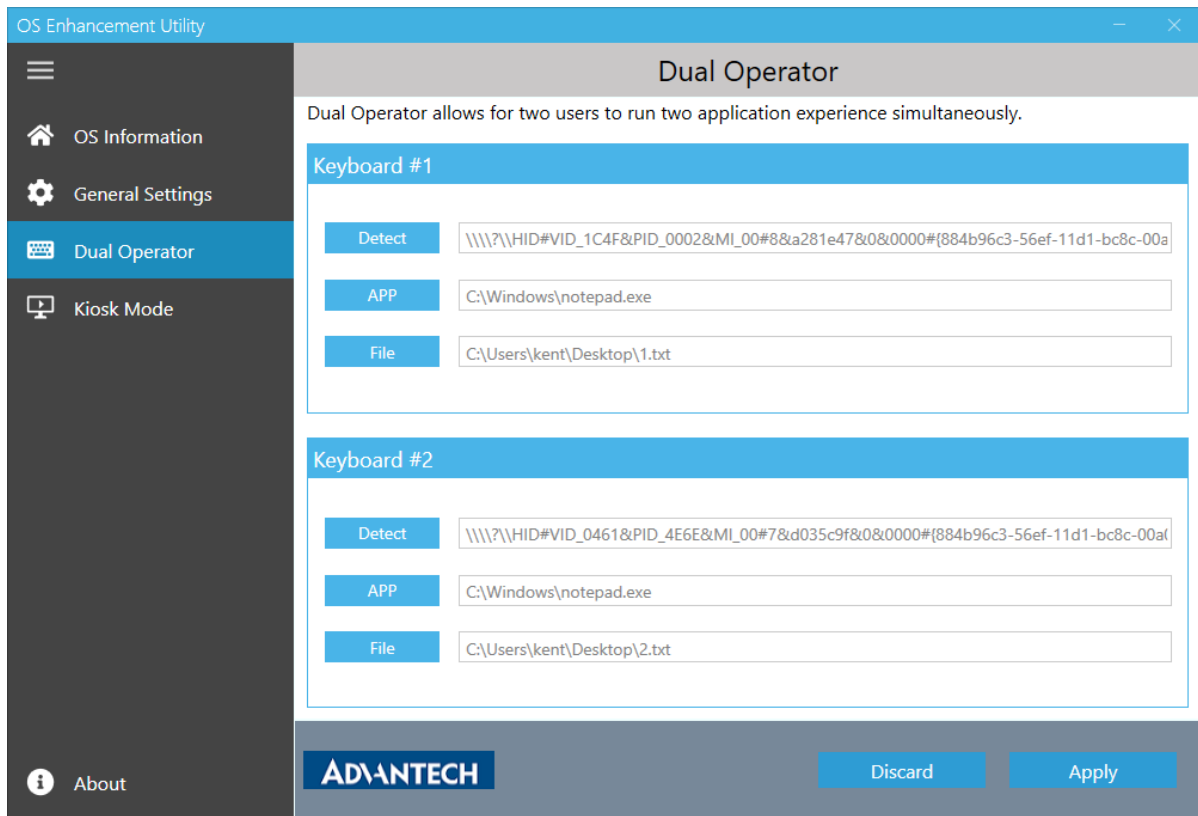 OS Enhancement Utility
Dual Operator
Dual Operator allows for two users to run two application experience simultaneously.
OS Information
General Settings
Dual Operator
Kiosk Mode
About
Keyboard #1
Detect \\\\?\\HID#VID_1C4F&PID_0002&MI_00#8&a281e47&0&0000#{884b96c3-56ef-11d1-bc8c-00a
APP C:\Windows\notepad.exe
File C:\Users\kent\Desktop\1.txt
Keyboard #2
Detect \\\\?\\HID#VID_0461&PID_4E6E&MI_00#7&d035c9f&0&0000#{884b96c3-56ef-11d1-bc8c-00a
APP C:\Windows\notepad.exe
File C:\Users\kent\Desktop\2.txt
ADVANTECH
Discard Apply